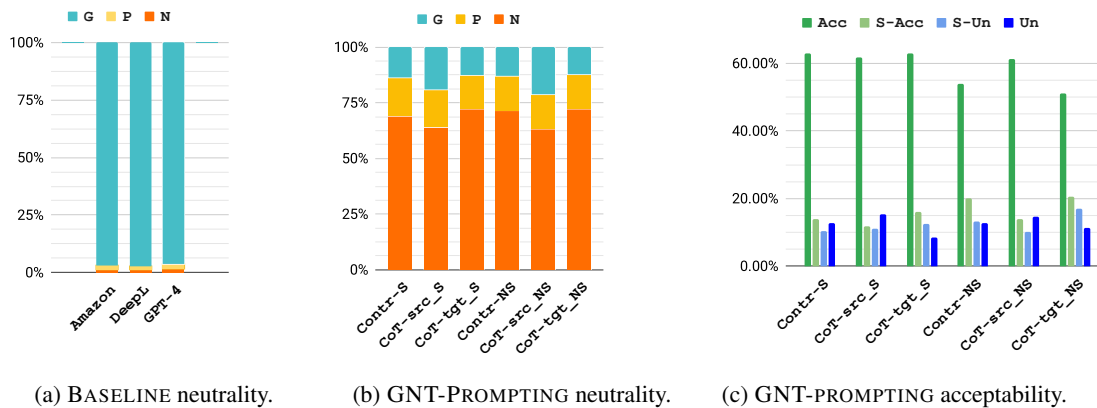 G P N
100%
75%
50%
25%
0%
Amazon
DeepL
GPT-4
(a) BASELINE neutrality.
G P N
100%
75%
50%
25%
0%
Contr-S
CoT-src_S
CoT-tgt_S
Contr-NS
CoT-src_NS
CoT-tgt_NS
(b) GNT-PROMPTING neutrality.
Acc S-Acc S-Un Un
60.00%
40.00%
20.00%
0.00%
Contr-S
CoT-src_S
CoT-tgt_S
Contr-NS
CoT-src_NS
CoT-tgt_NS
(c) GNT-PROMPTING acceptability.